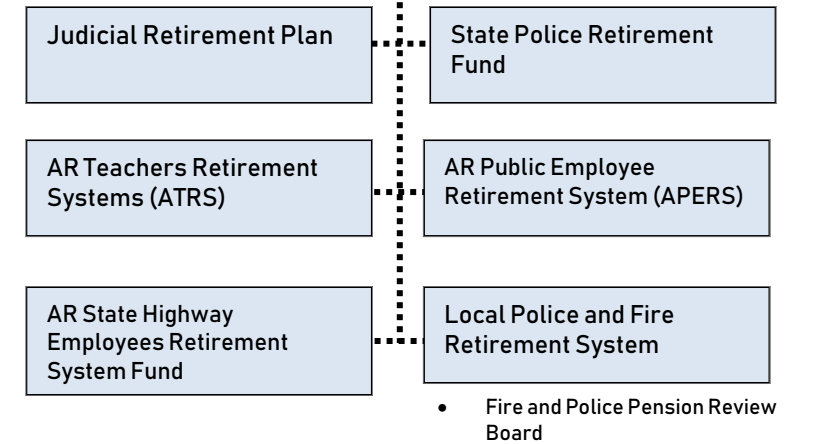 Judicial Retirement Plan
State Police Retirement
Fund
AR Teachers Retirement
Systems (ATRS)
AR Public Employee
Retirement System (APERS)
AR State Highway
Employees Retirement
System Fund
Local Police and Fire
Retirement System
• Fire and Police Pension Review
Board